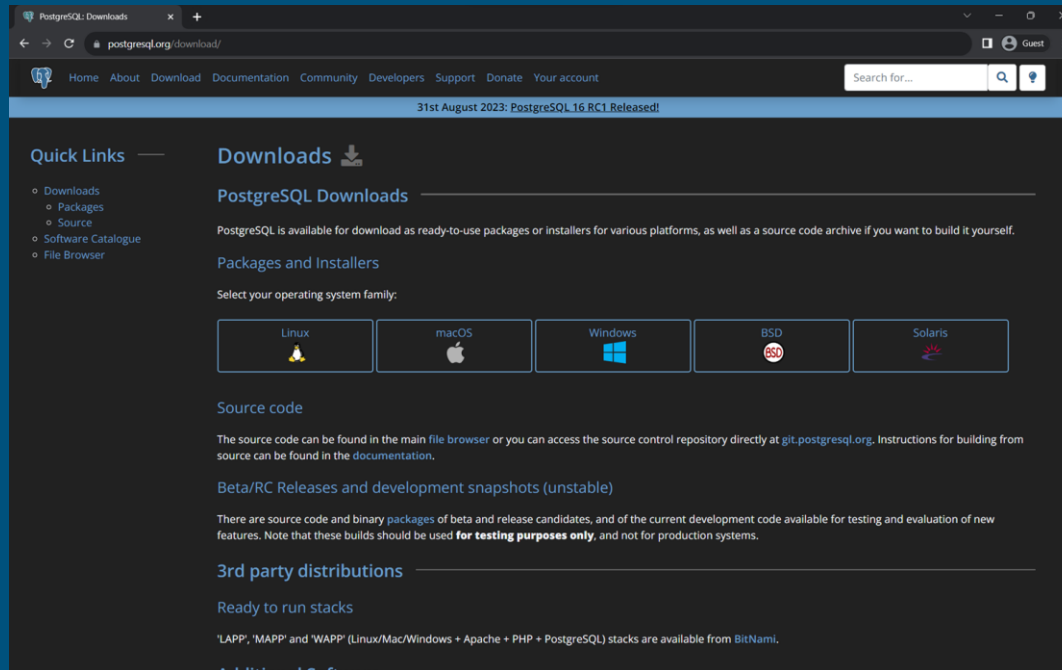 PostgreSQL: Downloads
postgresql.org/download/
Guest
Home About Download Documentation Community Developers Support Donate Your account
Search for...
31st August 2023: PostgreSQL 16 RC1 Released!
Quick Links
Downloads
Packages
Source
Software Catalogue
File Browser
Downloads
PostgreSQL Downloads
PostgreSQL is available for download as ready-to-use packages or installers for various platforms, as well as a source code archive if you want to build it yourself.
Packages and Installers
Select your operating system family:
Linux
macOS
Windows
BSD
BSD
Solaris
Source code
The source code can be found in the main file browser or you can access the source control repository directly at git.postgresql.org. Instructions for building from
source can be found in the documentation.
Beta/RC Releases and development snapshots (unstable)
There are source code and binary packages of beta and release candidates, and of the current development code available for testing and evaluation of new
features. Note that these builds should be used for testing purposes only, and not for production systems.
3rd party distributions
Ready to run stacks
'LAPP', 'MAPP' and 'WAPP' (Linux/Mac/Windows + Apache + PHP + PostgreSQL) stacks are available from BitNami.